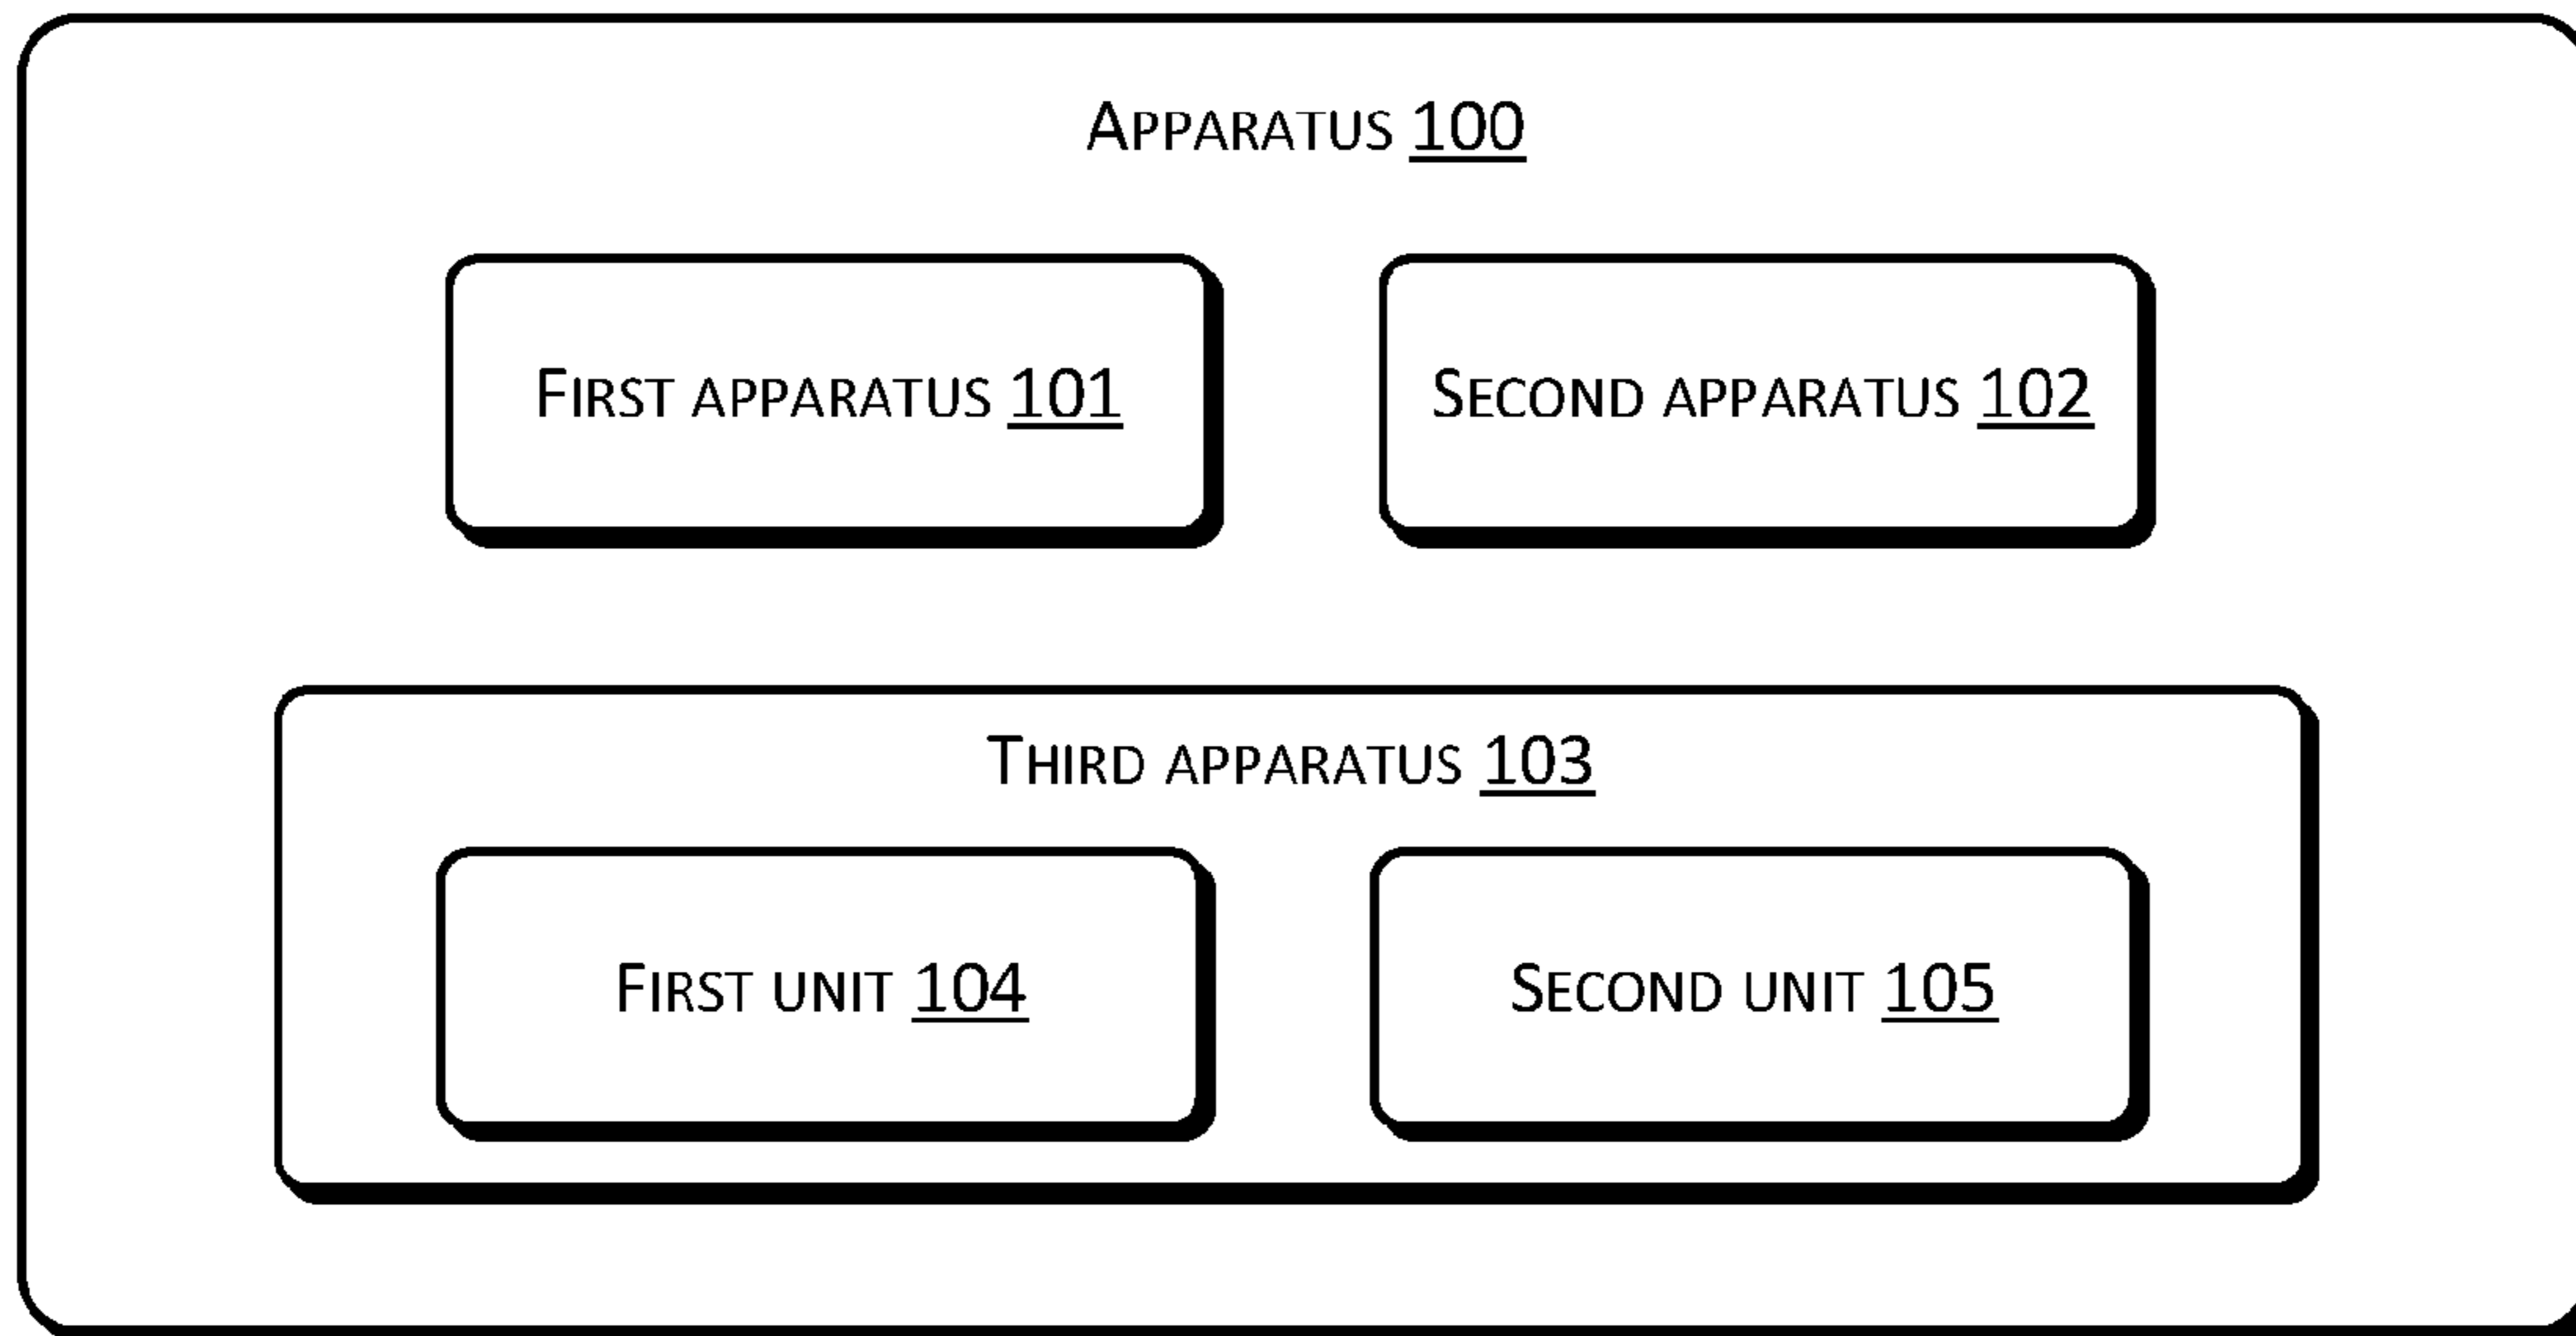 APPARATUS 100
FIRST APPARATUS 101
SECOND APPARATUS 102
THIRD APPARATUS 103
FIRST UNIT 104
SECOND UNIT 105